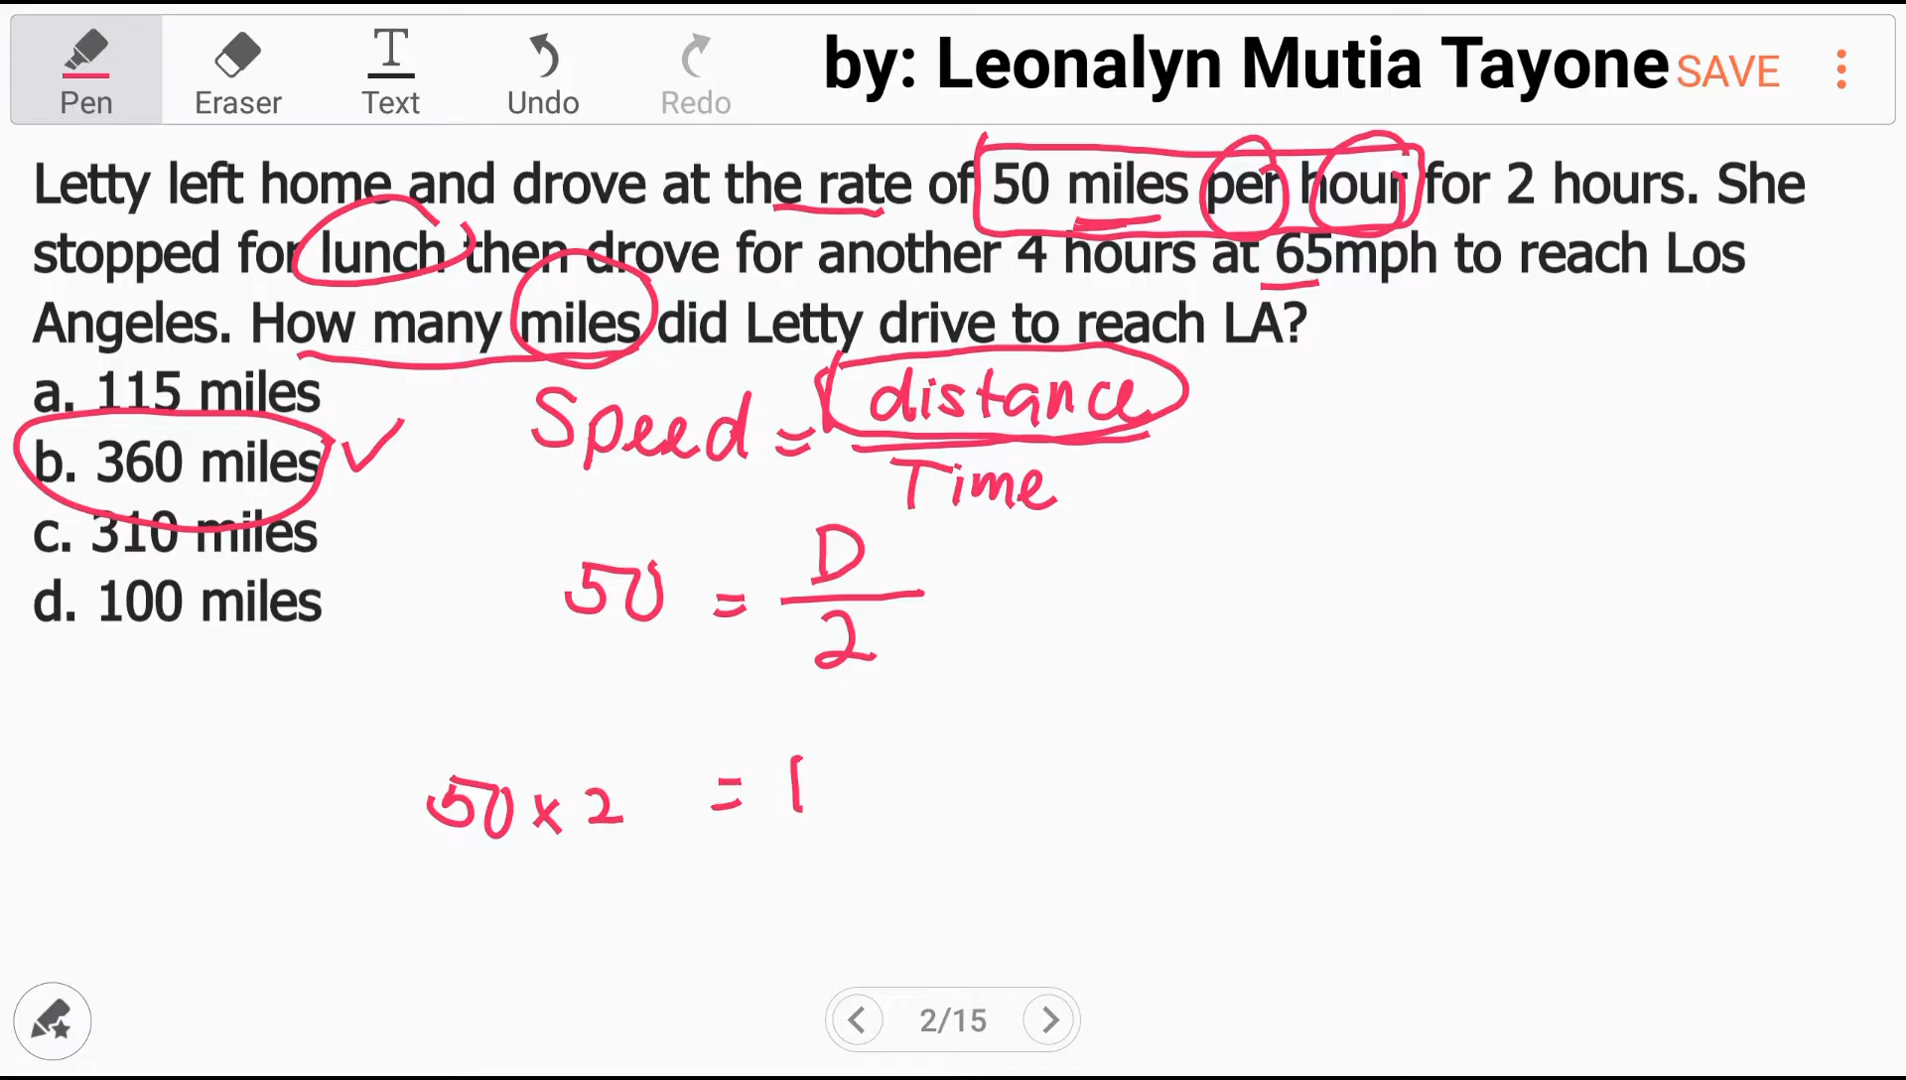 Pen
Eraser
Text
Undo
Redo
by: Leonalyn Mutia Tayone
SAVE
Letty left home and drove at the rate of 50 miles per hour for 2 hours. She
stopped for lunch then drove for another 4 hours at 65mph to reach Los
Angeles. How many miles did Letty drive to reach LA?
a. 115 miles
b. 360 miles
c. 310 miles
d. 100 miles
Speed = distance
Time
50 = D
2
50 x 2 =
2/15